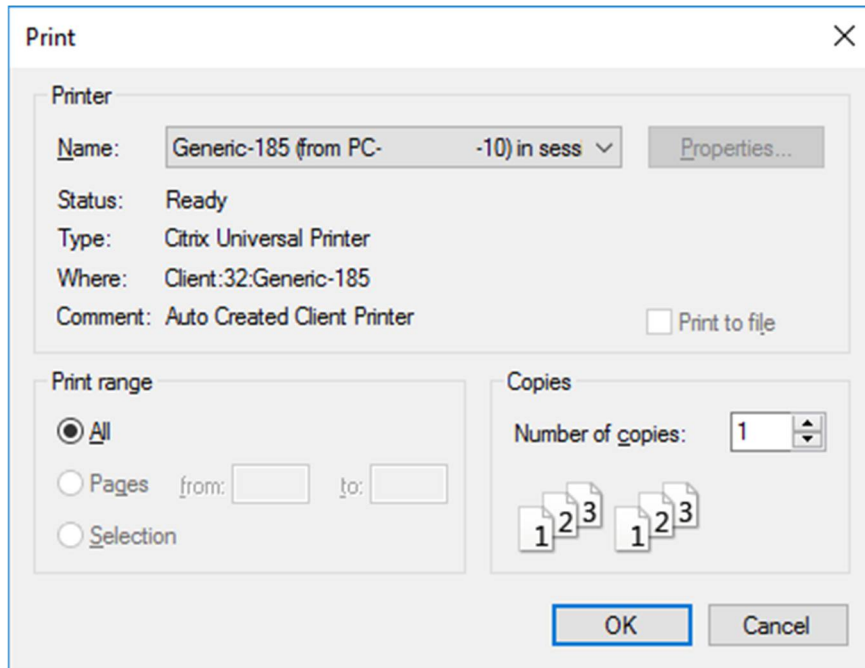 Print
Printer
Name: Generic-185 (from PC- -10) in sessi Properties...
Status: Ready
Type: Citrix Universal Printer
Where: Client:32:Generic-185
Comment: Auto Created Client Printer
Print to file
Print range
All
Pages from: to:
Selection
Copies
Number of copies: 1
1 2 3 1 2 3
OK Cancel